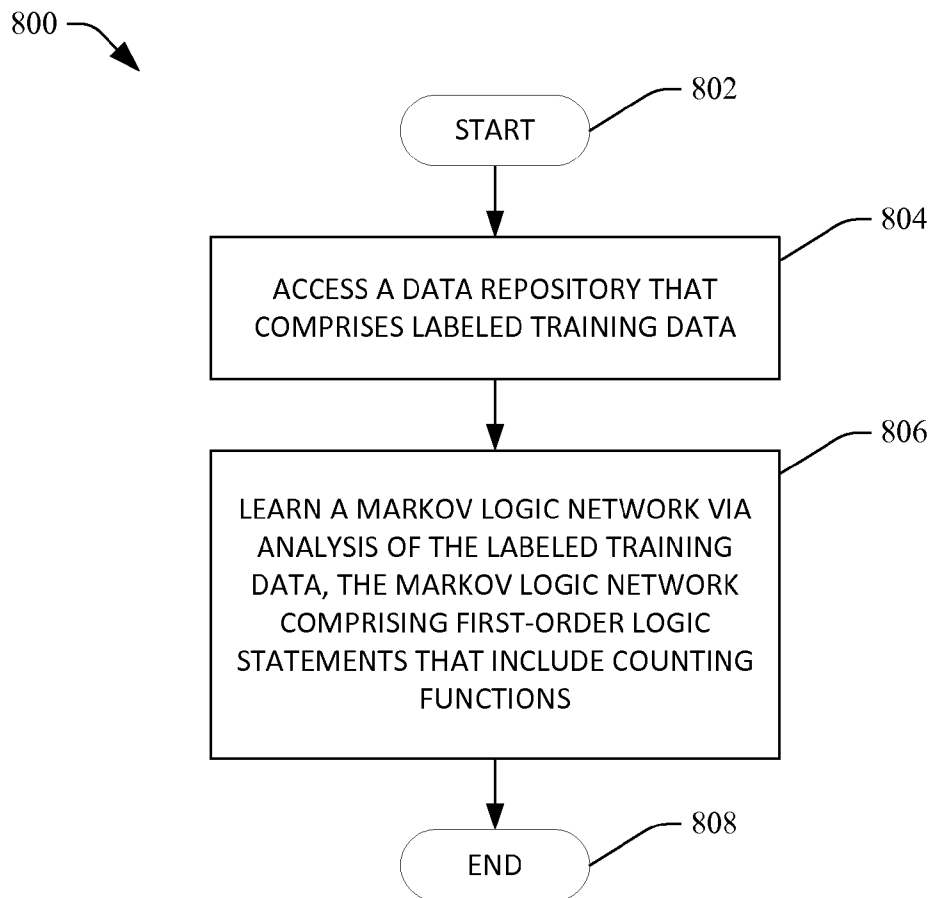 800
802
START
804
ACCESS A DATA REPOSITORY THAT
COMPRISES LABELED TRAINING DATA
806
LEARN A MARKOV LOGIC NETWORK VIA
ANALYSIS OF THE LABELED TRAINING
DATA, THE MARKOV LOGIC NETWORK
COMPRISING FIRST-ORDER LOGIC
STATEMENTS THAT INCLUDE COUNTING
FUNCTIONS
808
END